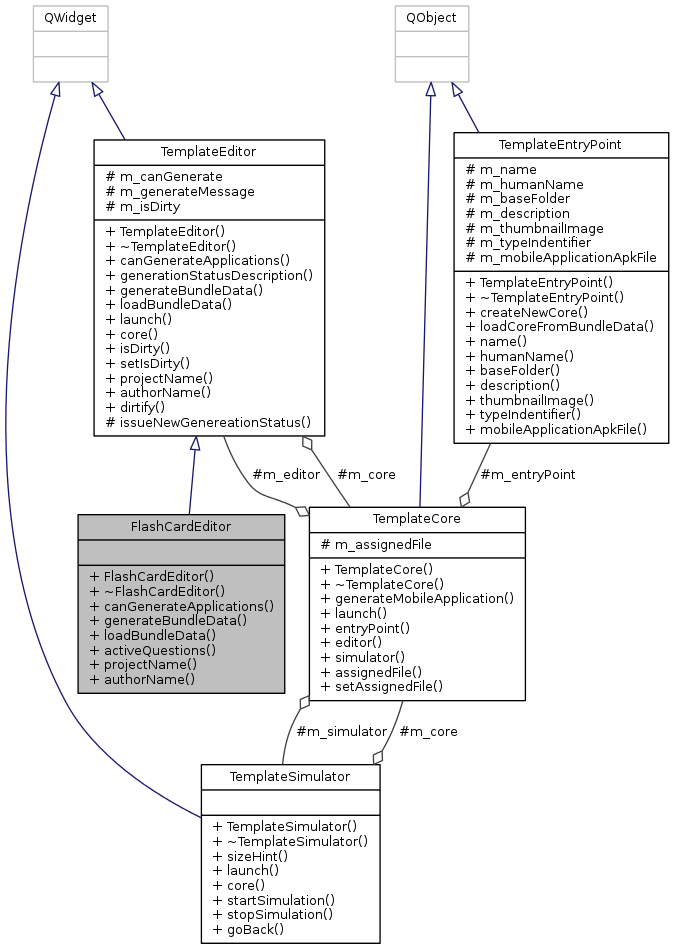 QWidget
QObject
TemplateEditor
# m_canGenerate
# m_generateMessage
# m_isDirty
+ TemplateEditor()
+ ~TemplateEditor()
+ canGenerateApplications()
+ generationStatusDescription()
+ generateBundleData()
+ loadBundleData()
+ launch()
+ core()
+ isDirty()
+ setIsDirty()
+ projectName()
+ authorName()
+ dirtify()
# issueNewGenereationStatus()
TemplateEntryPoint
# m_name
# m_humanName
# m_baseFolder
# m_description
# m_thumbnailImage
# m_typeIndentifier
# m_mobileApplicationApkFile
+ TemplateEntryPoint()
+ ~TemplateEntryPoint()
+ createNewCore()
+ loadCoreFromBundleData()
+ name()
+ humanName()
+ baseFolder()
+ description()
+ thumbnailImage()
+ typeIndentifier()
+ mobileApplicationApkFile()
#m_editor
#m_core
#m_entryPoint
FlashCardEditor
+ FlashCardEditor()
+ ~FlashCardEditor()
+ canGenerateApplications()
+ generateBundleData()
+ loadBundleData()
+ activeQuestions()
+ projectName()
+ authorName()
TemplateCore
# m_assignedFile
+ TemplateCore()
+ ~TemplateCore()
+ generateMobileApplication()
+ launch()
+ entryPoint()
+ editor()
+ simulator()
+ assignedFile()
+ setAssignedFile()
#m_simulator
#m_core
TemplateSimulator
+ TemplateSimulator()
+ ~TemplateSimulator()
+ sizeHint()
+ launch()
+ core()
+ startSimulation()
+ stopSimulation()
+ goBack()